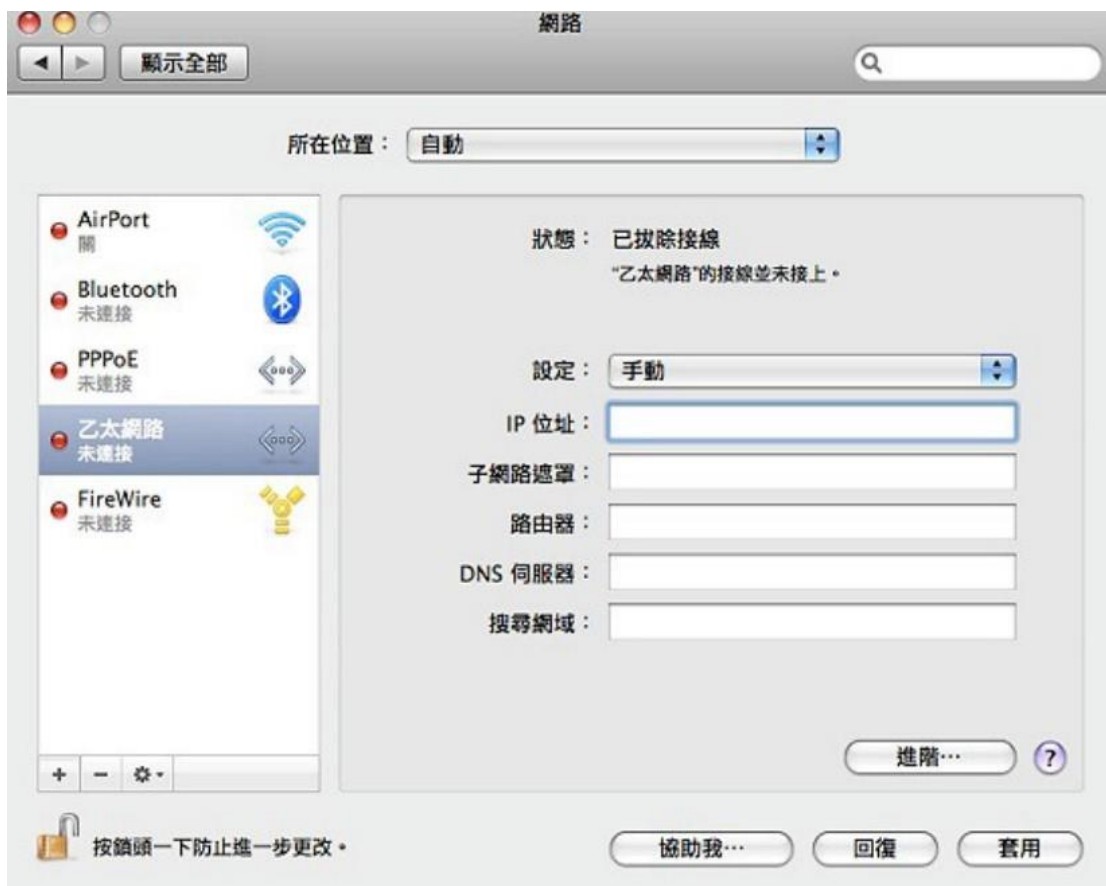 網路
顯示全部
所在位置： 自動
AirPort
關
Bluetooth
未連接
PPPoE
未連接
乙太網路
未連接
FireWire
未連接
狀態： 已拔除接線
“乙太網路”的接線並未接上。
設定： 手動
IP 位址：
子網路遮罩：
路由器：
DNS 伺服器：
搜尋網域：
進階…
?
按鎖頭一下防止進一步更改。
協助我…
回復
套用